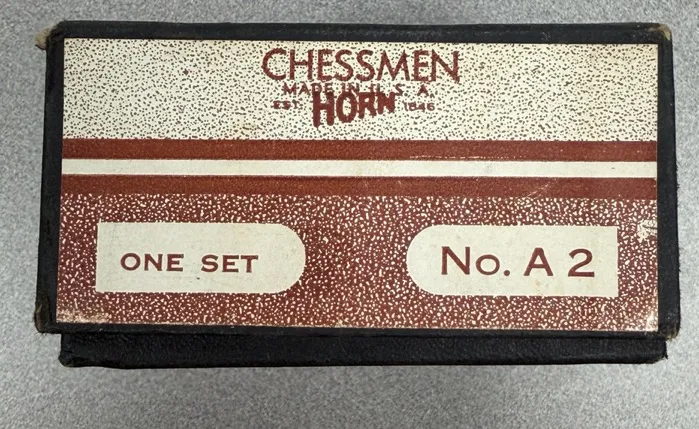 CHESSMEN
MADE IN U. S. A.
EST. HORN 1846
ONE SET
No. A 2